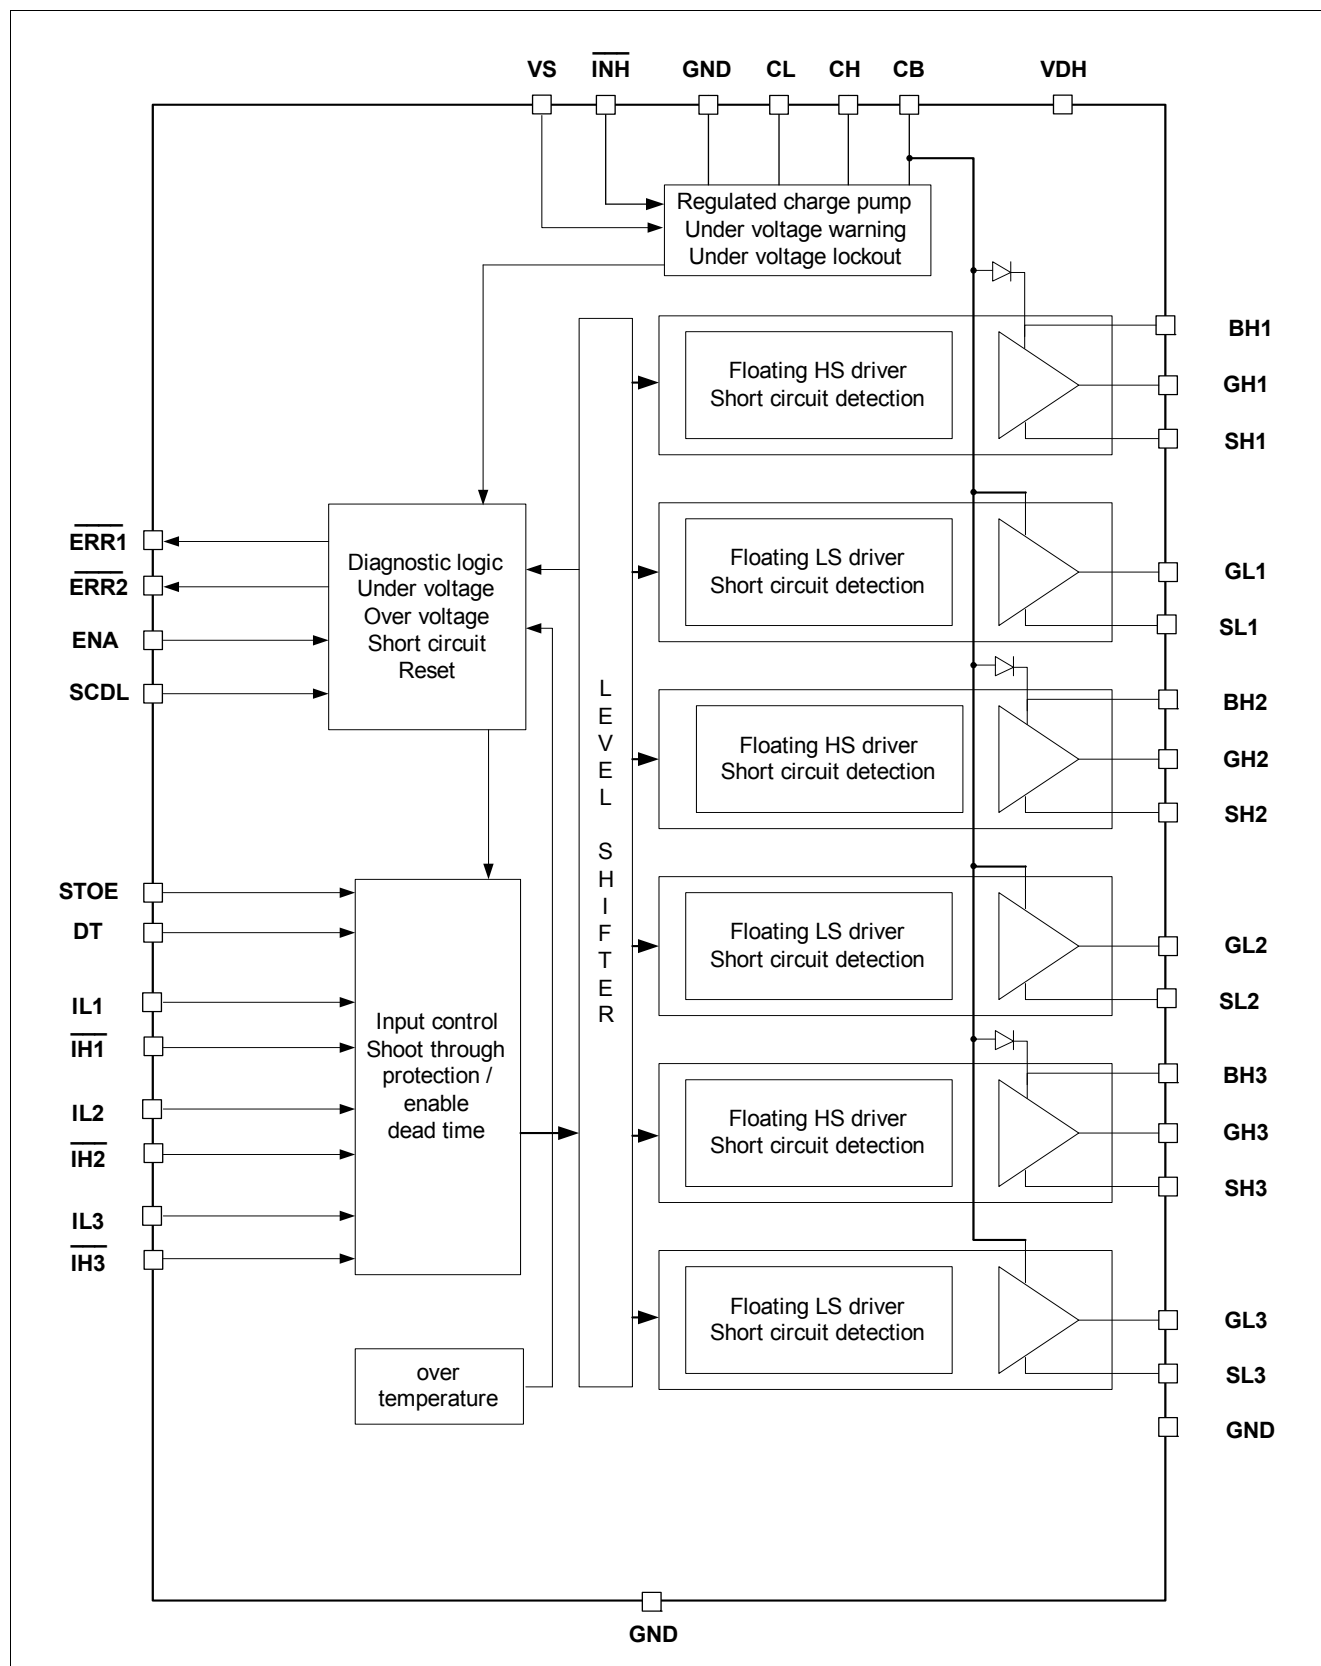 VS INH GND CL CH CB VDH
Regulated charge pump
Under voltage warning
Under voltage lockout
BH1
Floating HS driver
Short circuit detection
GH1
SH1
ERR1
ERR2
ENA
SCDL
Diagnostic logic
Under voltage
Over voltage
Short circuit
Reset
Floating LS driver
Short circuit detection
GL1
SL1
LEVEL SHIFTER
BH2
Floating HS driver
Short circuit detection
GH2
SH2
STOE
DT
IL1
IH1
IL2
IH2
IL3
IH3
Input control
Shoot through
protection /
enable
dead time
Floating LS driver
Short circuit detection
GL2
SL2
BH3
Floating HS driver
Short circuit detection
GH3
SH3
over
temperature
Floating LS driver
Short circuit detection
GL3
SL3
GND
GND